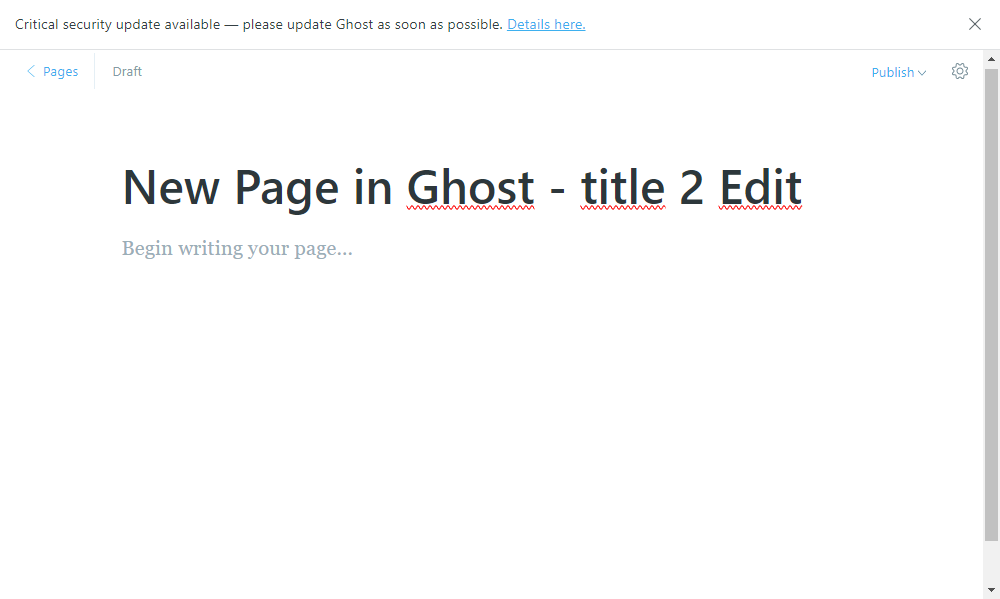 Critical security update available — please update Ghost as soon as possible. Details here.
Pages
Draft
Publish
New Page in Ghost - title 2 Edit
Begin writing your page...